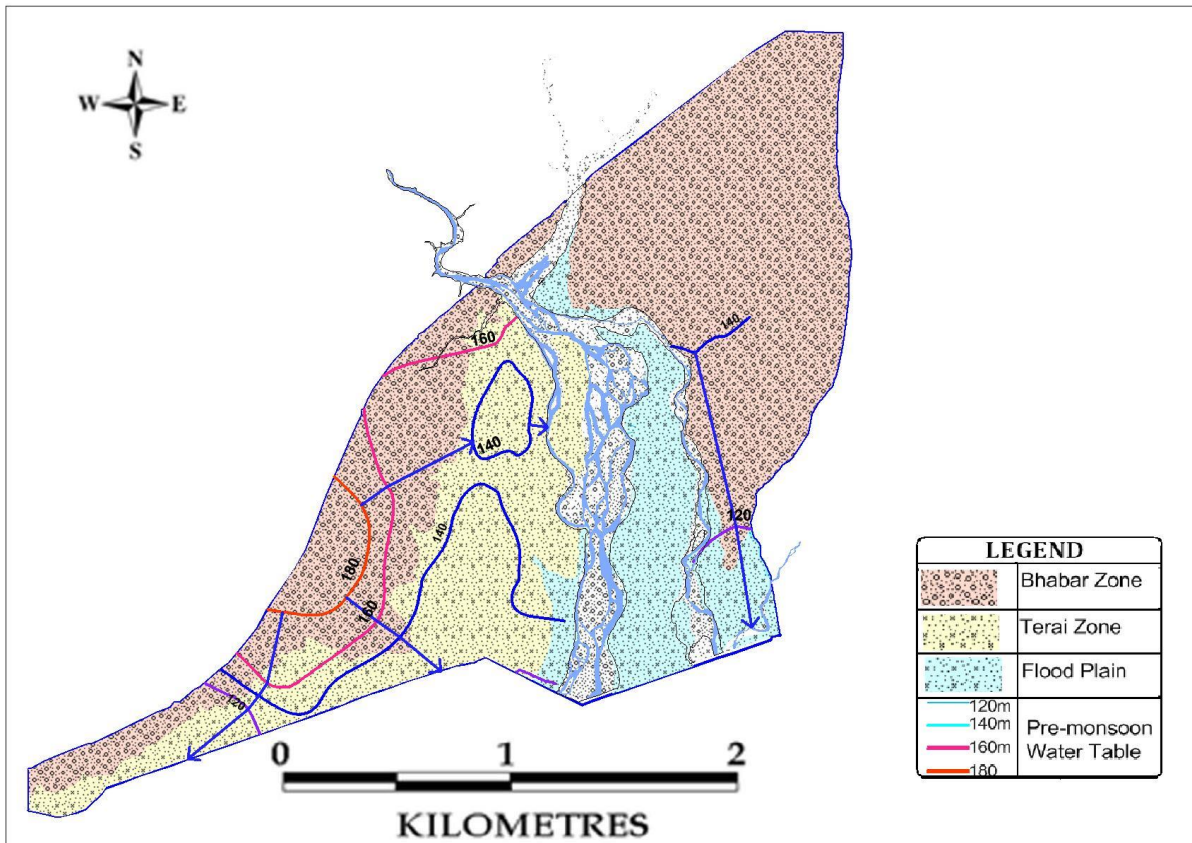 N
W E
S
160
140
140
140
180
160
120
120
LEGEND
Bhabar Zone
Terai Zone
Flood Plain
120m
140m
160m
180
Pre-monsoon
Water Table
0 1 2
KILOMETRES